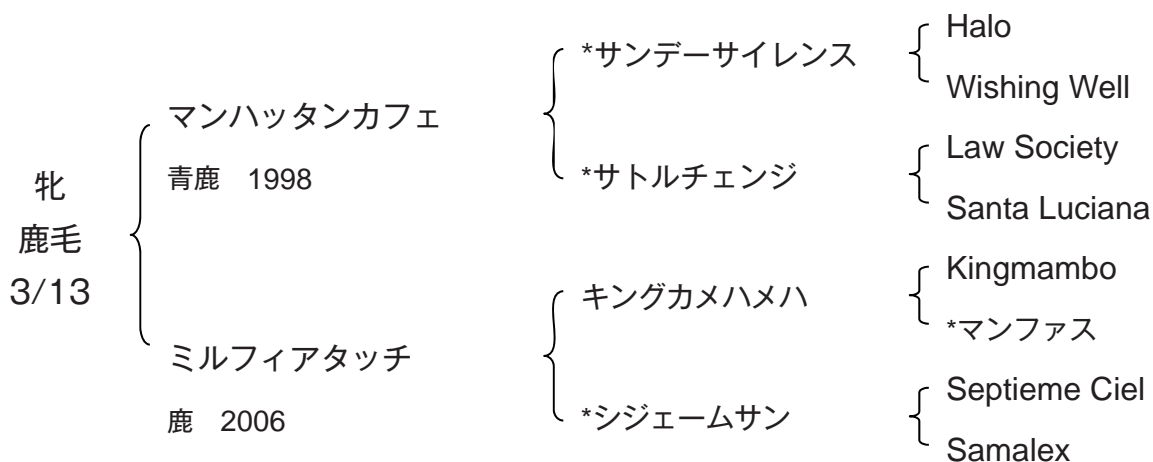 牝
鹿毛
3/13
マンハッタンカフェ
青鹿 1998
ミルフィアタッチ
鹿 2006
*サンデーサイレンス
*サトルチェンジ
キングカメハメハ
*シジェームサン
Halo
Wishing Well
Law Society
Santa Luciana
Kingmambo
*マンファス
Septieme Ciel
Samalex